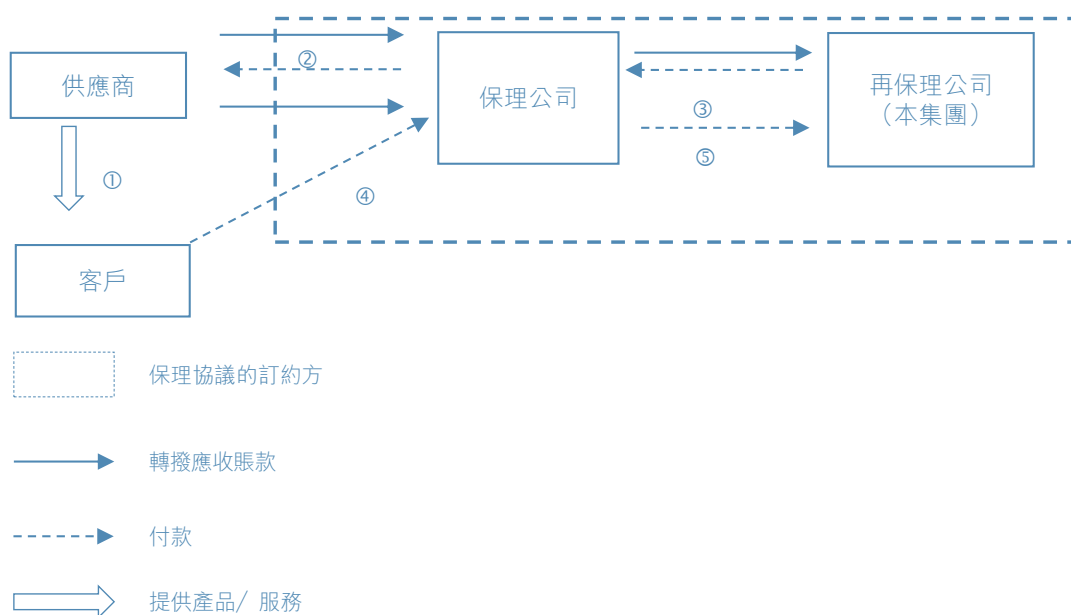 ②
供應商
保理公司
再保理公司
（本集團）
③
⑤
①
④
客戶
保理協議的訂約方
轉撥應收賬款
付款
提供產品/ 服務